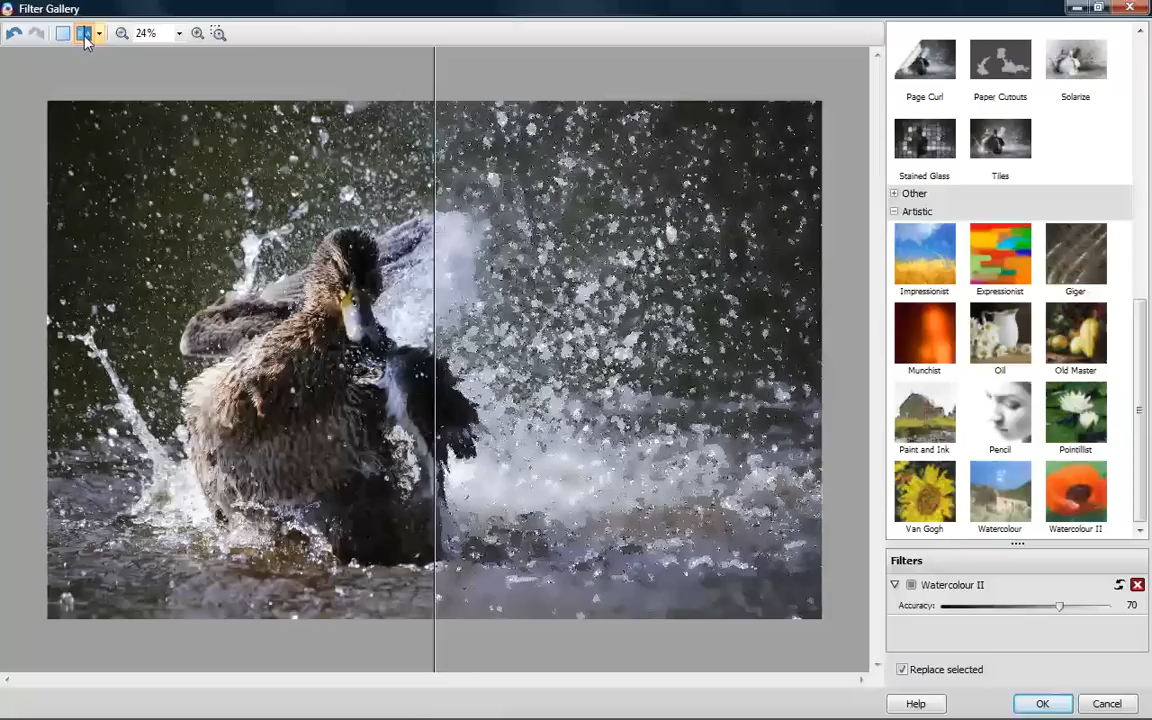 Filter Gallery
24%
Page Curl
Paper Cutouts
Solarize
Stained Glass
Tiles
Other
Artistic
Impressionist
Expressionist
Giger
Munchist
Oil
Old Master
Paint and Ink
Pencil
Pointillist
Van Gogh
Watercolour
Watercolour II
Filters
Watercolour II
Accuracy:
70
Replace selected
Help
OK
Cancel